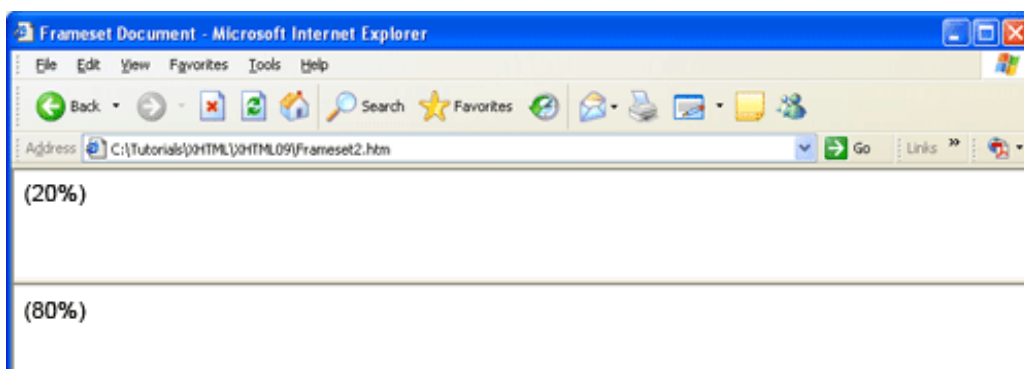 Frameset Document - Microsoft Internet Explorer
File Edit View Favorites Tools Help
Back Search Favorites
Address C:\Tutorials\XHTML\XHTML09\Frameset2.htm Go Links »
(20%)
(80%)